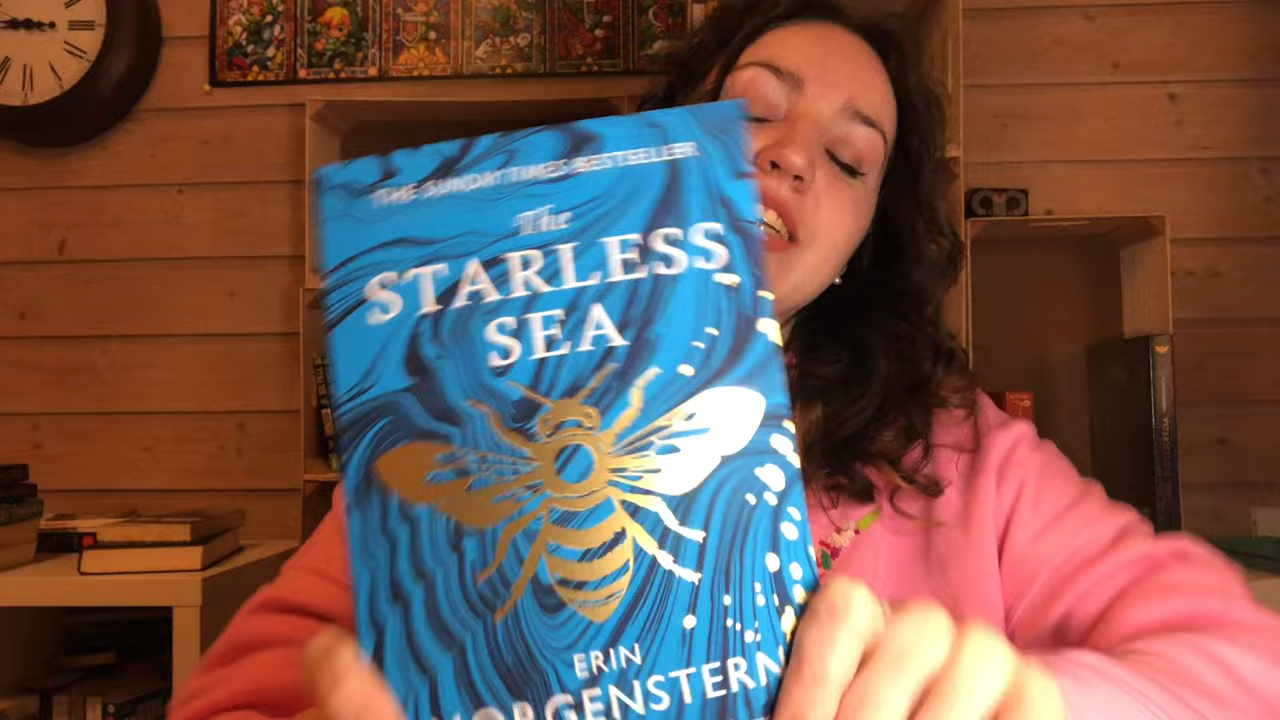 THE SUNDAY TIMES BESTSELLER
The
STARLESS
SEA
ERIN
MORGENSTERN